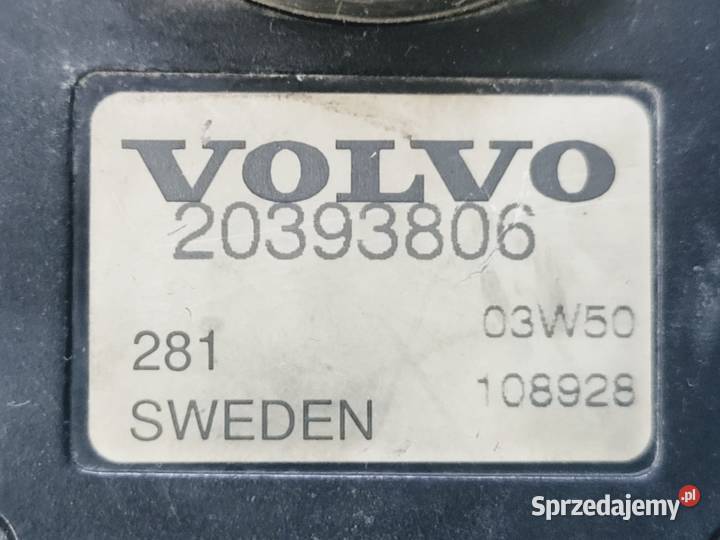 VOLVO
20393806
03W50
281
108928
SWEDEN
Sprzedajemy.pl